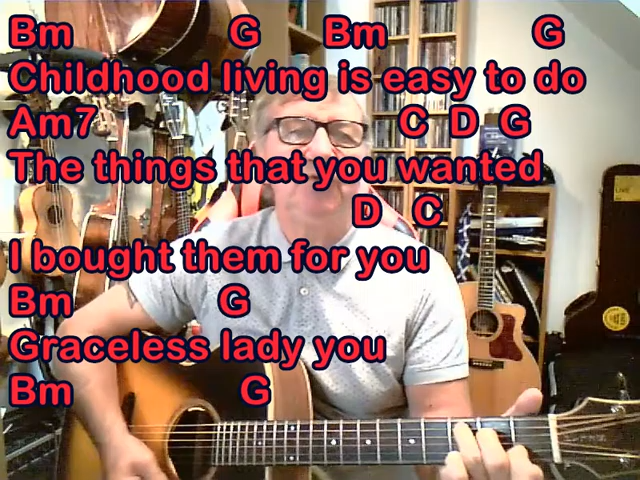 Bm G Bm G
Childhood living is easy to do
Am7 C D G
The things that you wanted
D C
I bought them for you
Bm G
Graceless lady you
Bm G